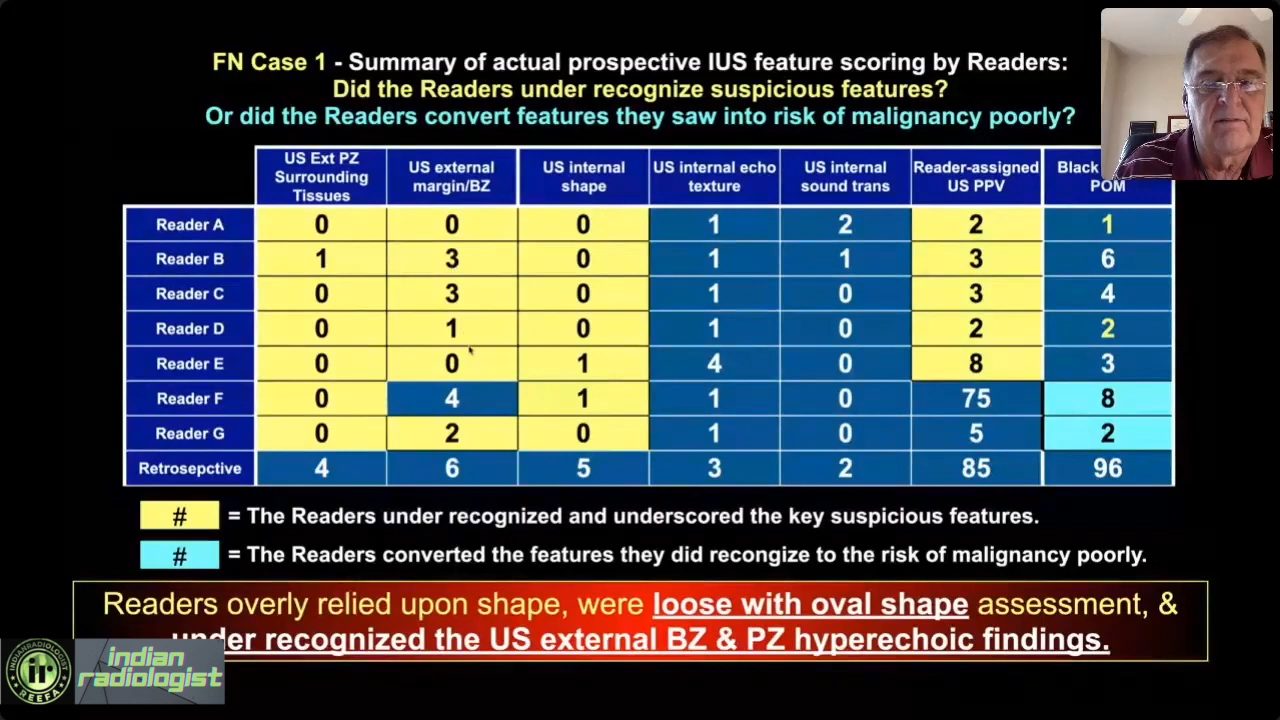 FN Case 1 - Summary of actual prospective IUS feature scoring by Readers:
Did the Readers under recognize suspicious features?
Or did the Readers convert features they saw into risk of malignancy poorly?
US Ext PZ Surrounding Tissues US external margin/BZ US internal shape US internal echo texture US internal sound trans Reader-assigned US PPV Black POM
Reader A 0 0 0 1 2 2 1
Reader B 1 3 0 1 1 3 6
Reader C 0 3 0 1 0 3 4
Reader D 0 1 0 1 0 2 2
Reader E 0 0 1 4 0 8 3
Reader F 0 4 1 1 0 75 8
Reader G 0 2 0 1 0 5 2
Retrosepctive 4 6 5 3 2 85 96
# = The Readers under recognized and underscored the key suspicious features.
# = The Readers converted the features they did recongize to the risk of malignancy poorly.
Readers overly relied upon shape, were loose with oval shape assessment, &
under recognized the US external BZ & PZ hyperechoic findings.
INDIANRADIOLOGIST
ir
REEFA
indian
radiologist